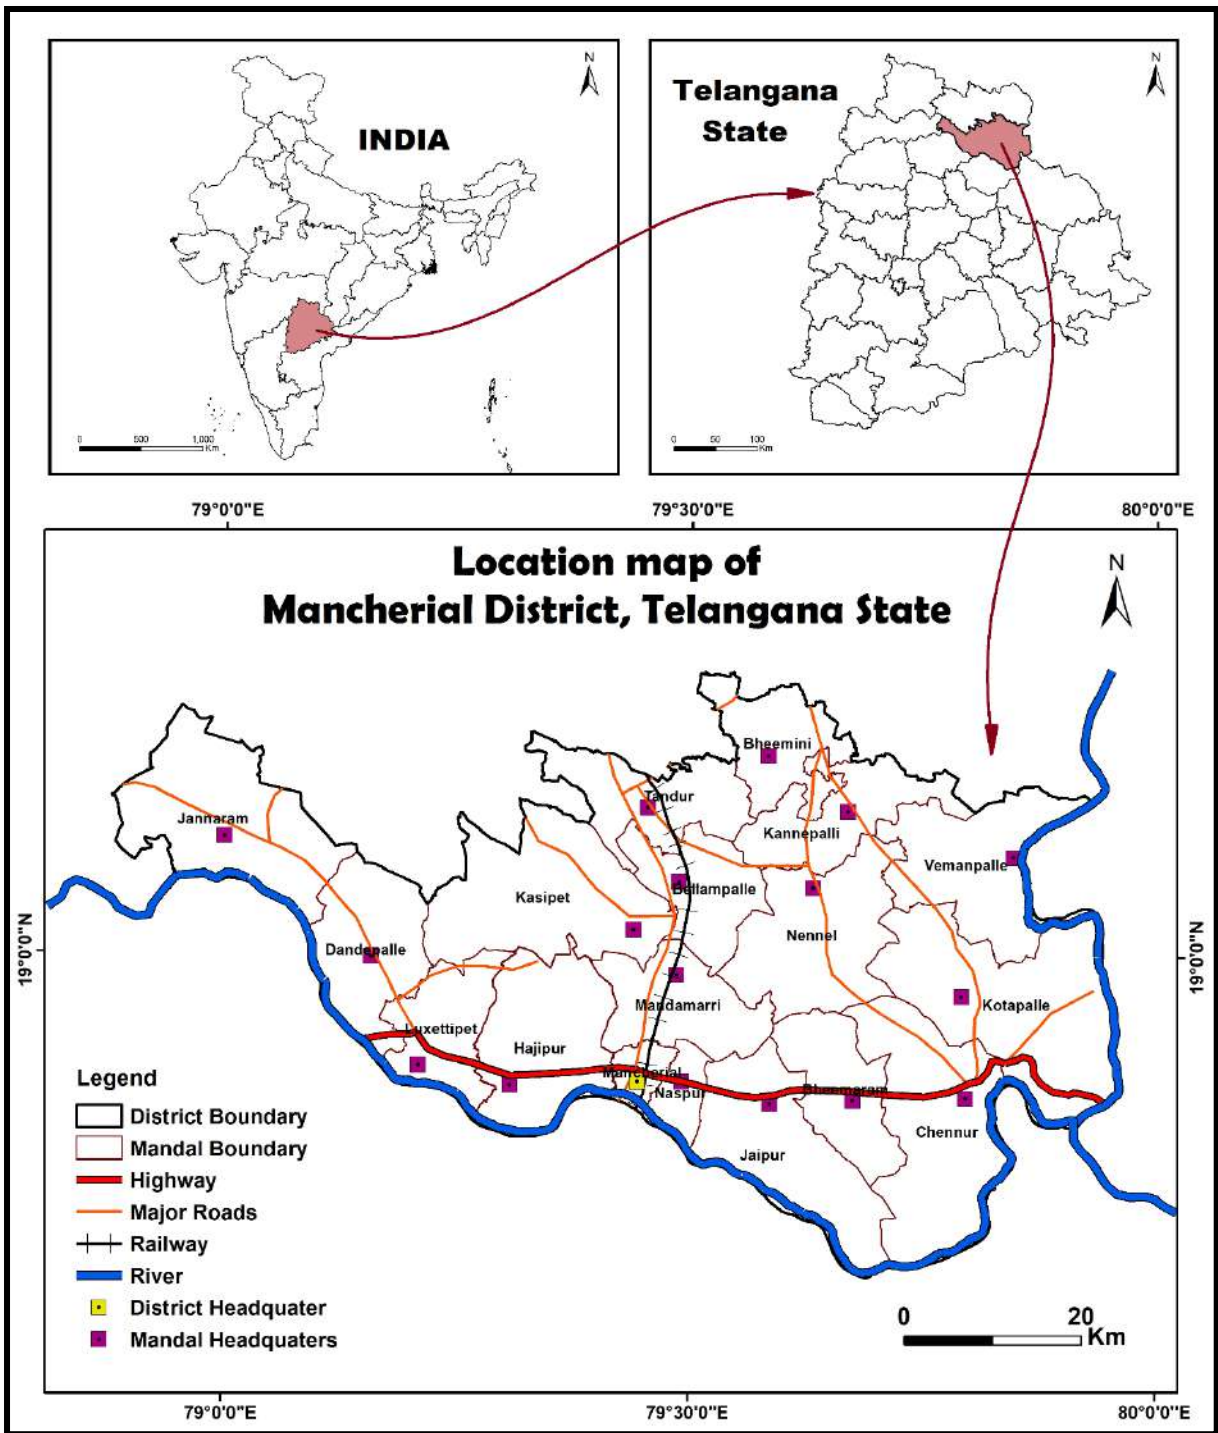 N
INDIA
0 500 1,000
Km
N
Telangana
State
0 50 100
Km
79°0'0"E 79°30'0"E 80°0'0"E
Location map of
Mancherial District, Telangana State
N
Bheemini
Tandur
Jannaram
Kannepalli
Vemanpalle
Bellampalle
Kasipet
Nennel
Dandepalle
19°0'0"N
19°0'0"N
Mandamarri
Kotapalle
Luxettipet
Hajipur
Mancherial
Naspur
Bheemaram
Chennur
Jaipur
Legend
District Boundary
Mandal Boundary
Highway
Major Roads
Railway
River
District Headquater
Mandal Headquaters
0 20
Km
79°0'0"E 79°30'0"E 80°0'0"E